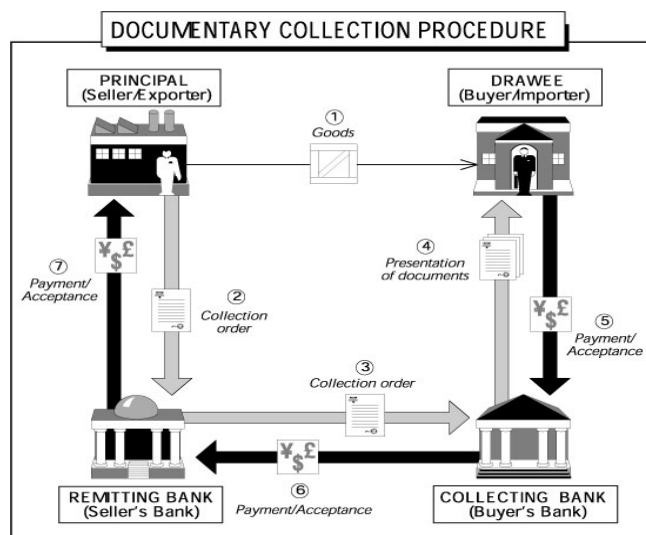 DOCUMENTARY COLLECTION PROCEDURE
PRINCIPAL
(Seller/Exporter)
DRAWEE
(Buyer/Importer)
①
Goods
④
Presentation
of documents
¥$£
⑦
Payment/
Acceptance
②
Collection
order
¥$£
⑤
Payment/
Acceptance
③
Collection order
¥$£
⑥
Payment/Acceptance
REMITTING BANK
(Seller's Bank)
COLLECTING BANK
(Buyer's Bank)